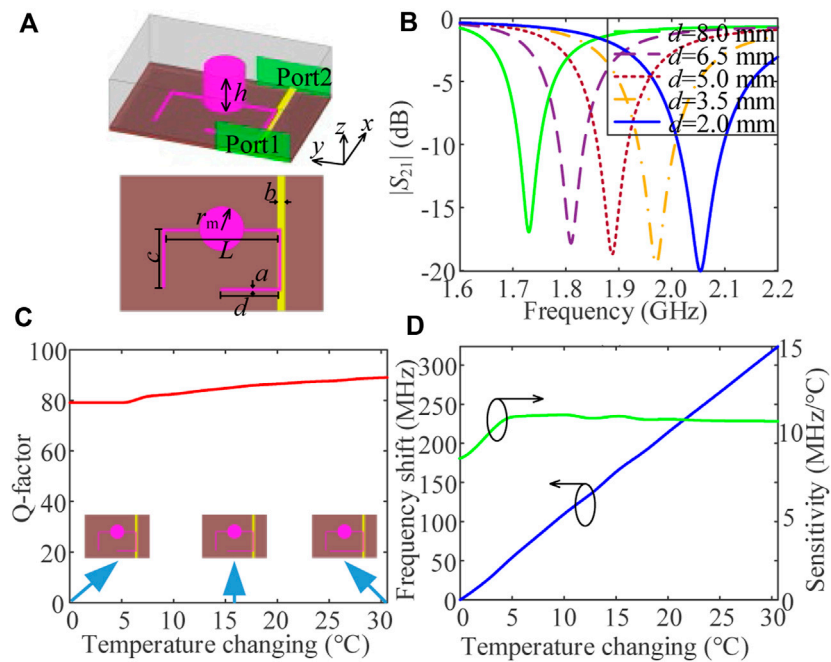 A
Port2
h
Port1
z
x
y
b
r_m
L
c
a
d
B
0
-5
-10
-15
-20
|S_21| (dB)
d=8.0 mm
d=6.5 mm
d=5.0 mm
d=3.5 mm
d=2.0 mm
1.6 1.7 1.8 1.9 2.0 2.1 2.2
Frequency (GHz)
C
100
80
60
40
20
0
Q-factor
0 5 10 15 20 25 30
Temperature changing (°C)
D
300
250
200
150
100
50
0
Frequency shift (MHz)
15
10
5
0
Sensitivity (MHz/°C)
0 5 10 15 20 25 30
Temperature changing (°C)